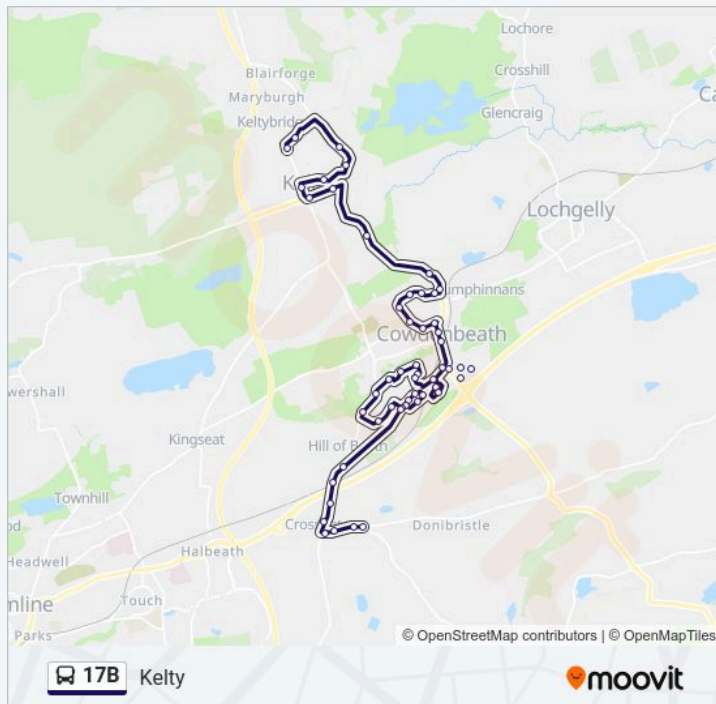 Lochore
Crosshill
Blairforge
Maryburgh
Glencraig
Keltybridge
Lochgelly
umphinnans
Cowdenbeath
Kingseat
Hill of Beath
Townhill
Donibristle
Halbeath
Headwell
Touch
Parks
© OpenStreetMap contributors | © OpenMapTiles
17B Kelty
moovit